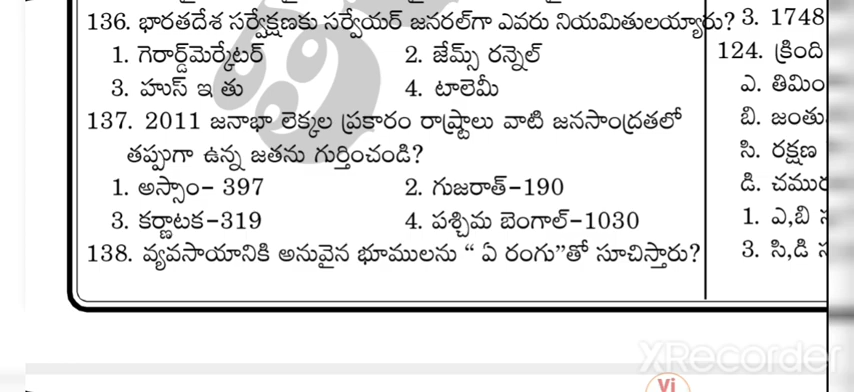 136. భారతదేశ సర్వేక్షణకు సర్వేయర్ జనరల్‌గా ఎవరు నియమితులయ్యారు?
1. గెరార్డ్‌మెర్కేటర్ 2. జేమ్స్ రన్నెల్
3. హుస్ ఇ తు 4. టాలెమీ
137. 2011 జనాభా లెక్కల ప్రకారం రాష్ట్రాలు వాటి జనసాంద్రతలో
తప్పుగా ఉన్న జతను గుర్తించండి?
1. అస్సాం- 397 2. గుజరాత్-190
3. కర్ణాటక-319 4. పశ్చిమ బెంగాల్-1030
138. వ్యవసాయానికి అనువైన భూములను “ ఏ రంగు”తో సూచిస్తారు?
3. 1748
124. క్రింది
ఎ. తిమిం
బి. జంతు
సి. రక్షణ
డి. చము
1. ఎ,బి
3. సి,డి
XRecorder
Vi